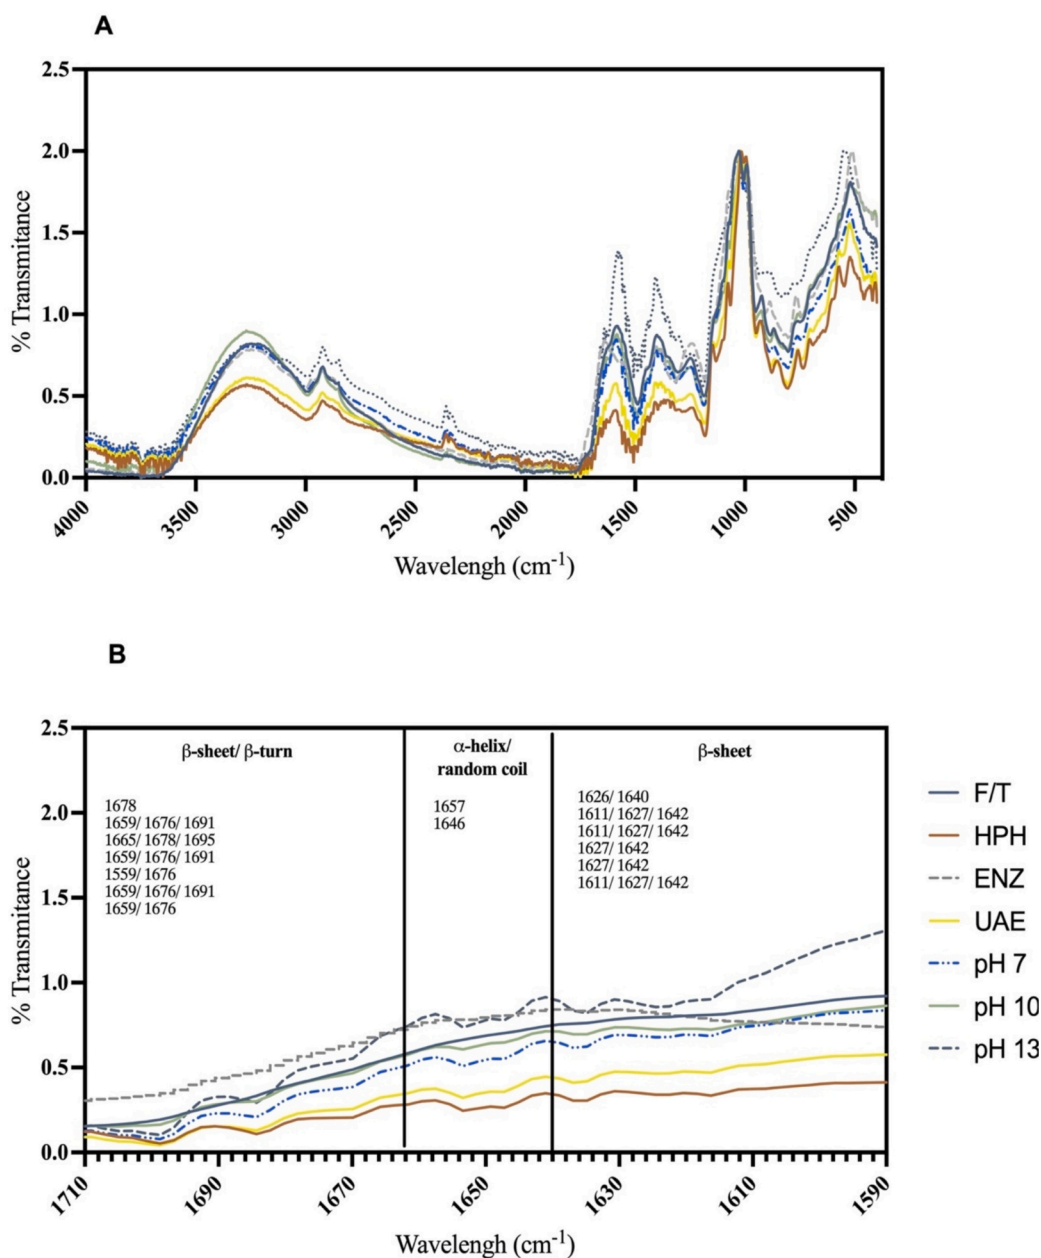 A
2.5
2.0
1.5
1.0
0.5
0.0
% Transmitance
4000
3500
3000
2500
2000
1500
1000
500
Wavelengh (cm-1)
B
2.5
2.0
1.5
1.0
0.5
0.0
% Transmitance
β-sheet/ β-turn
1678
1659/ 1676/ 1691
1665/ 1678/ 1695
1659/ 1676/ 1691
1559/ 1676
1659/ 1676/ 1691
1659/ 1676
α-helix/
random coil
1657
1646
β-sheet
1626/ 1640
1611/ 1627/ 1642
1611/ 1627/ 1642
1627/ 1642
1627/ 1642
1611/ 1627/ 1642
F/T
HPH
ENZ
UAE
pH 7
pH 10
pH 13
1710
1690
1670
1650
1630
1610
1590
Wavelengh (cm-1)